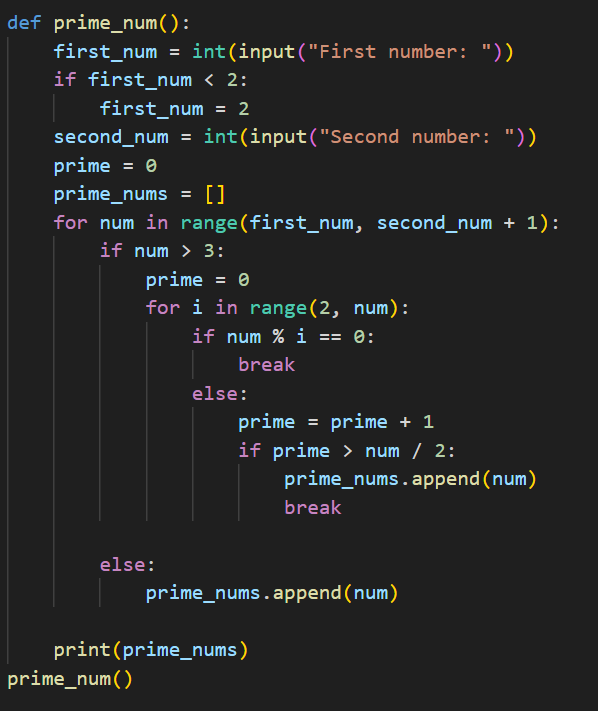 def prime_num():
    first_num = int(input("First number: "))
    if first_num < 2:
        first_num = 2
    second_num = int(input("Second number: "))
    prime = 0
    prime_nums = []
    for num in range(first_num, second_num + 1):
        if num > 3:
            prime = 0
            for i in range(2, num):
                if num % i == 0:
                    break
                else:
                    prime = prime + 1
                    if prime > num / 2:
                        prime_nums.append(num)
                        break

        else:
            prime_nums.append(num)

    print(prime_nums)
prime_num()